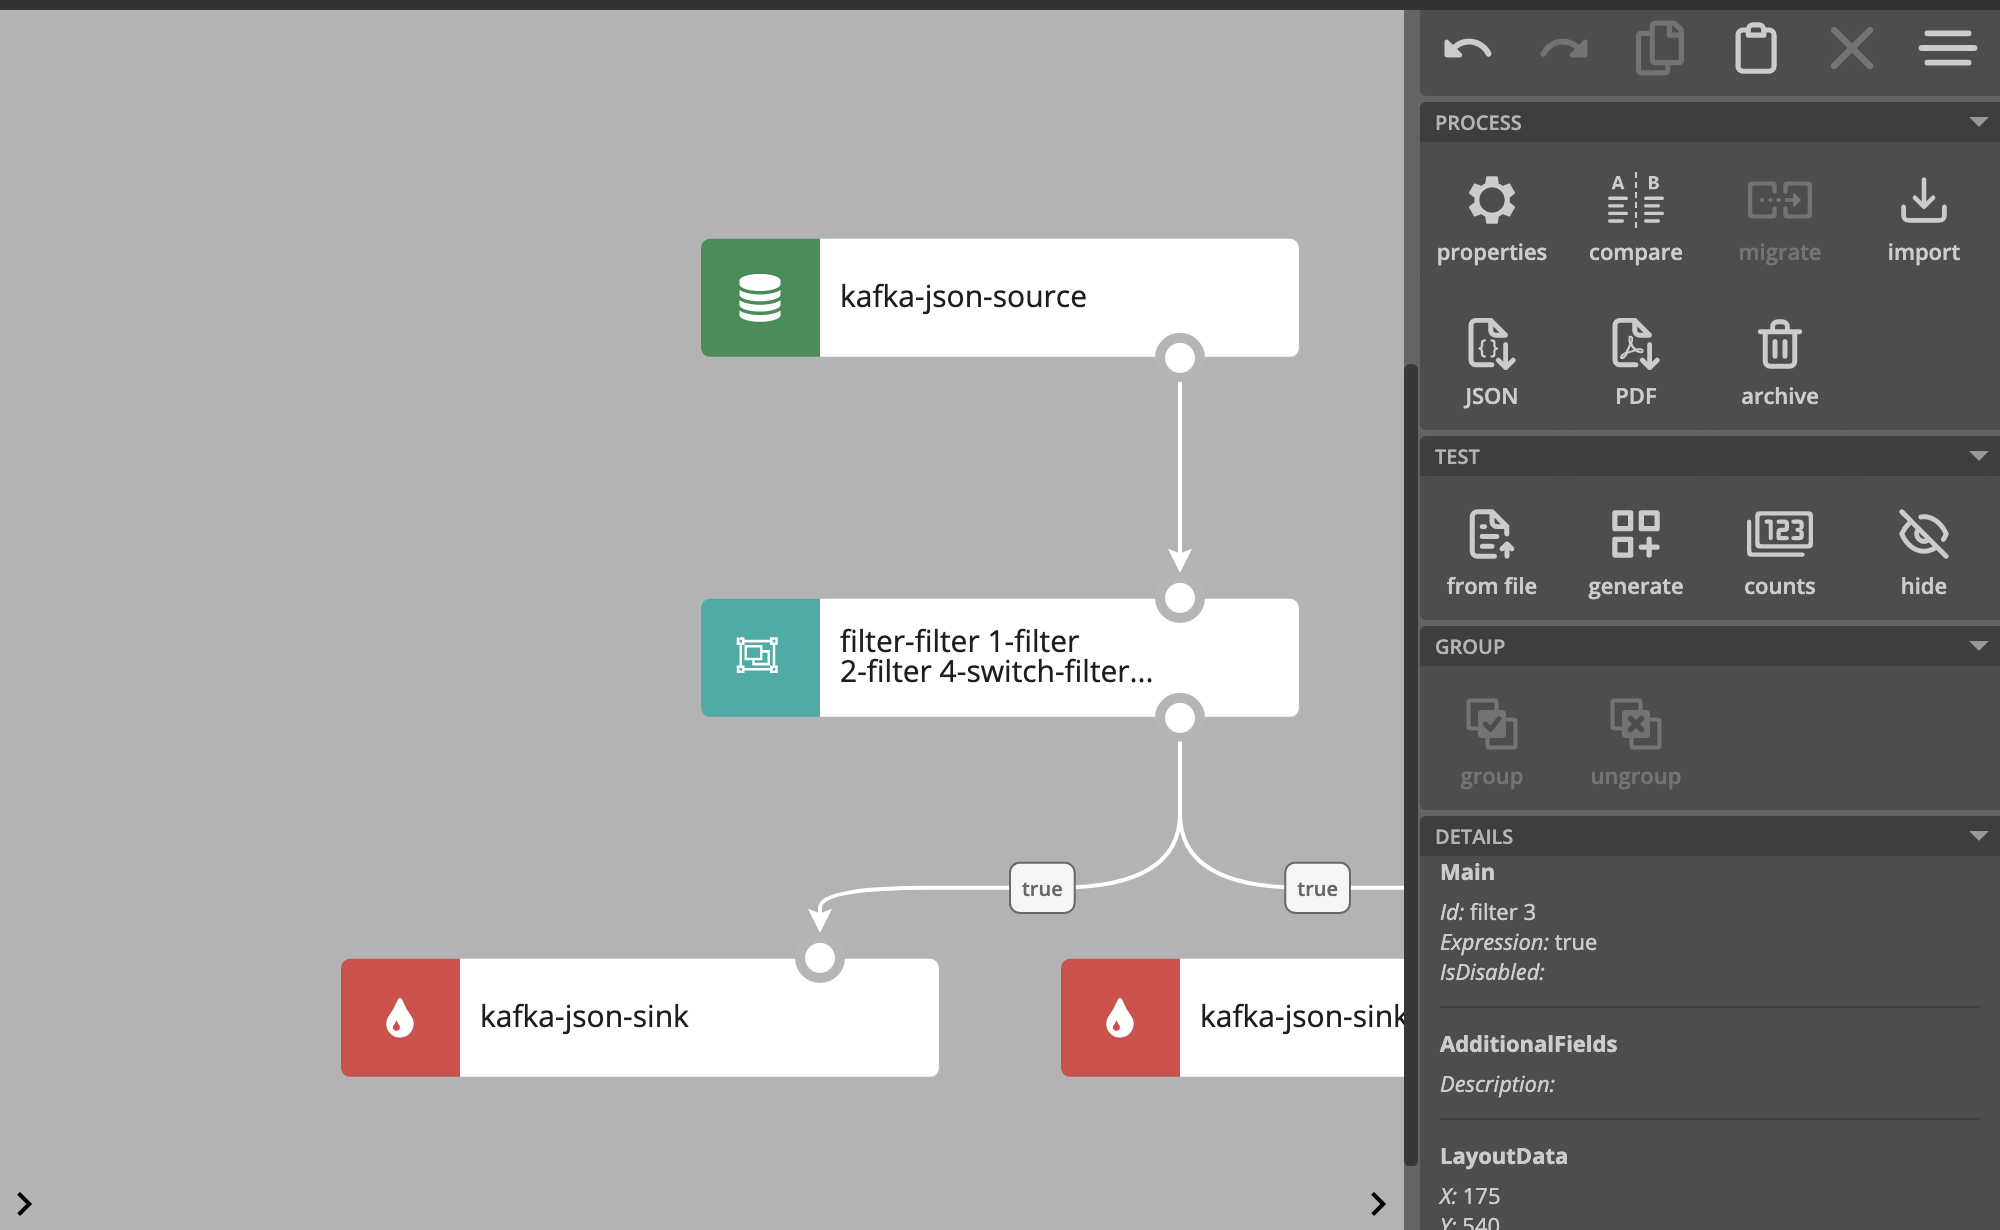 kafka-json-source
filter-filter 1-filter
2-filter 4-switch-filter...
true
true
kafka-json-sink
kafka-json-sink
PROCESS
A B
properties
compare
migrate
import
{}
JSON
PDF
archive
TEST
123
from file
generate
counts
hide
GROUP
group
ungroup
DETAILS
Main
Id: filter 3
Expression: true
IsDisabled:
AdditionalFields
Description:
LayoutData
X: 175
Y: 540